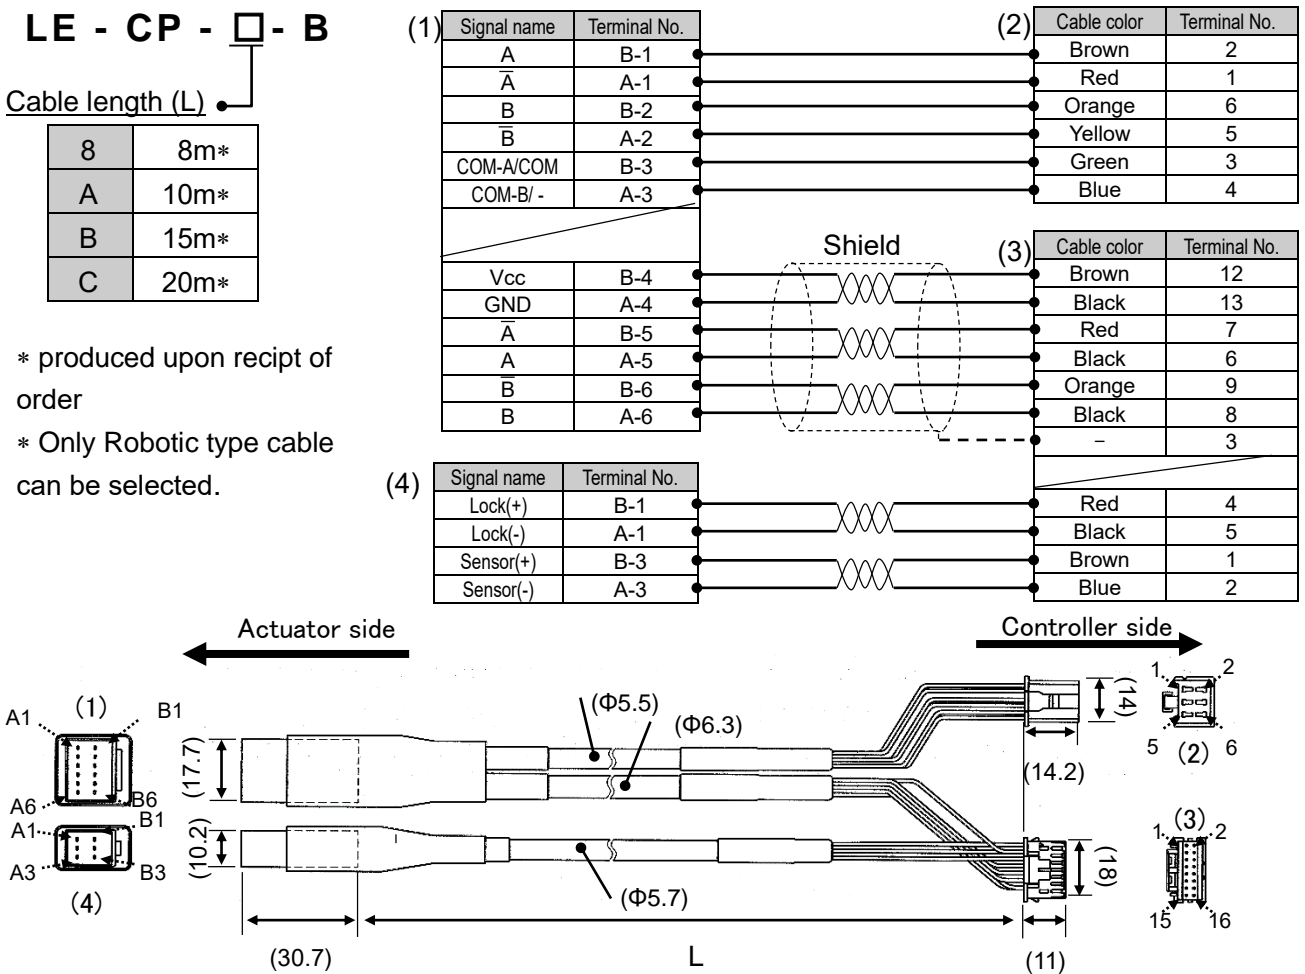 LE - CP - □ - B
Cable length (L)
8 8m*
A 10m*
B 15m*
C 20m*
* produced upon recipt of
order
* Only Robotic type cable
can be selected.
(1)
Signal name Terminal No.
A B-1
A̅ A-1
B B-2
B̅ A-2
COM-A/COM B-3
COM-B/ - A-3
Vcc B-4
GND A-4
A̅ B-5
A A-5
B̅ B-6
B A-6
Shield
(2)
Cable color Terminal No.
Brown 2
Red 1
Orange 6
Yellow 5
Green 3
Blue 4
(3)
Cable color Terminal No.
Brown 12
Black 13
Red 7
Black 6
Orange 9
Black 8
− 3
Red 4
Black 5
Brown 1
Blue 2
(4)
Signal name Terminal No.
Lock(+) B-1
Lock(-) A-1
Sensor(+) B-3
Sensor(-) A-3
Actuator side
Controller side
(1)
A1 B1
A6 B6
A1 B1
A3 B3
(4)
(17.7)
(10.2)
(Φ5.5)
(Φ6.3)
(Φ5.7)
(14)
(14.2)
(18)
1 2
5 (2) 6
1 (3) 2
15 16
(30.7)
L
(11)